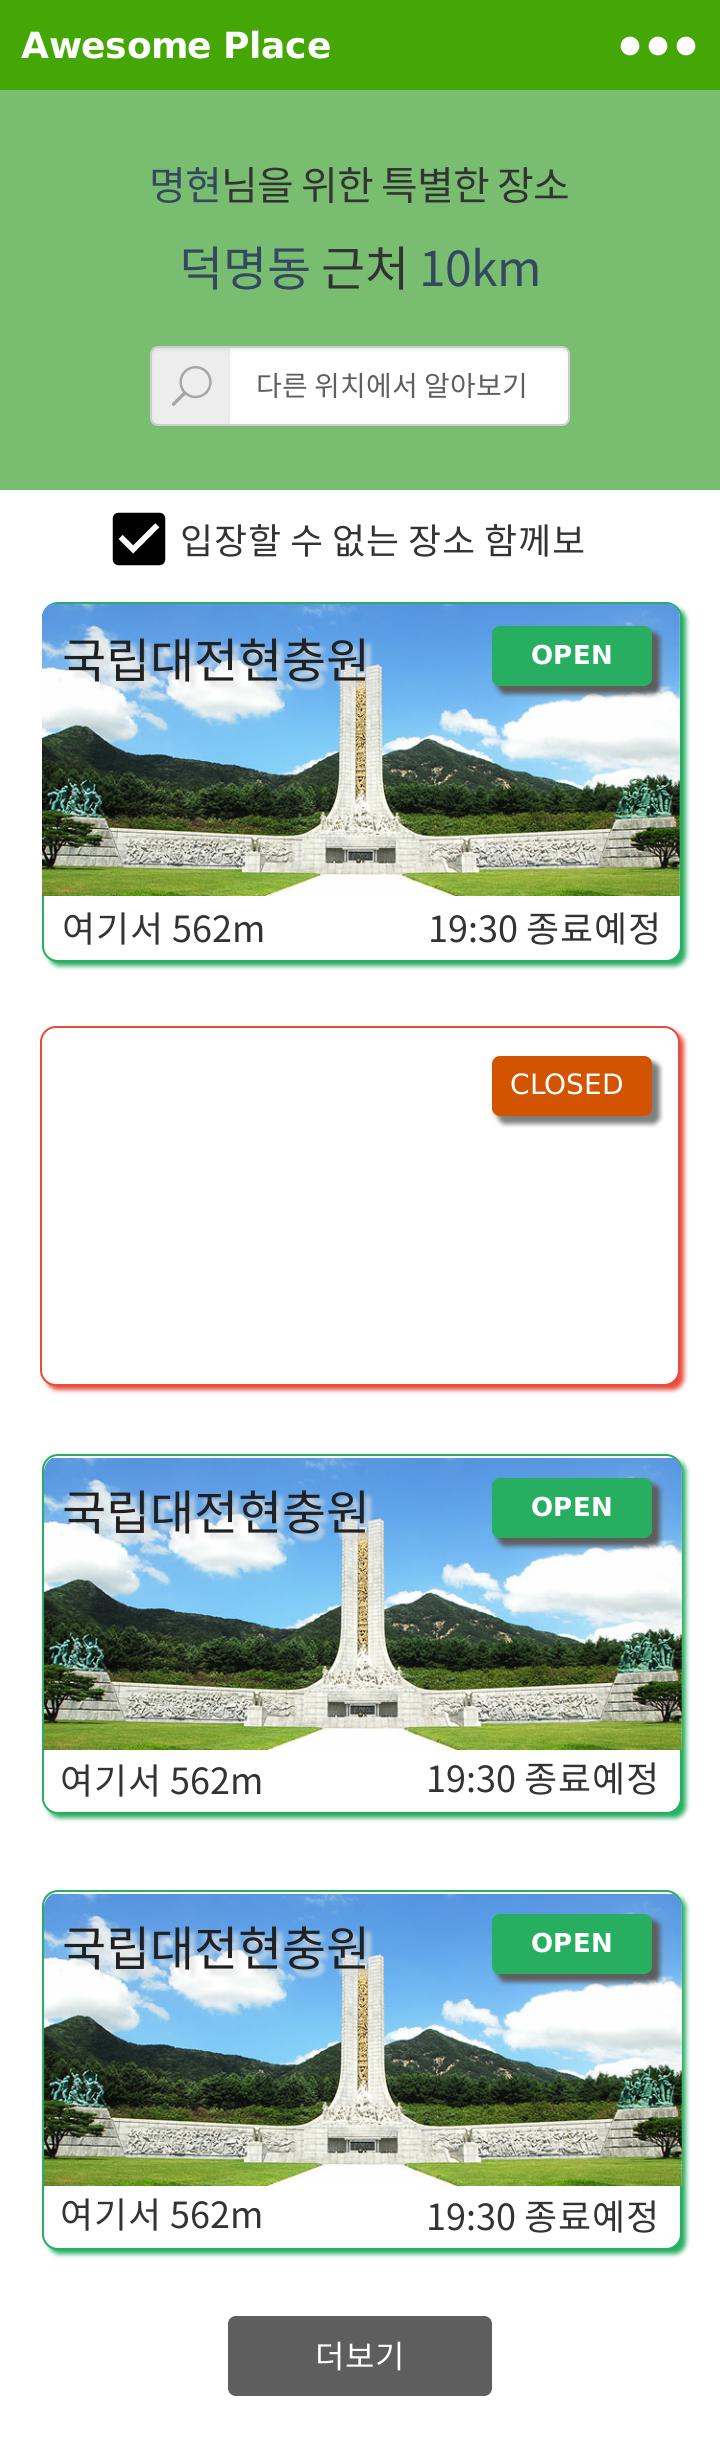 Awesome Place
명현님을 위한 특별한 장소
덕명동 근처 10km
다른 위치에서 알아보기
입장할 수 없는 장소 함께보
국립대전현충원
OPEN
여기서 562m
19:30 종료예정
CLOSED
국립대전현충원
OPEN
여기서 562m
19:30 종료예정
국립대전현충원
OPEN
여기서 562m
19:30 종료예정
더보기